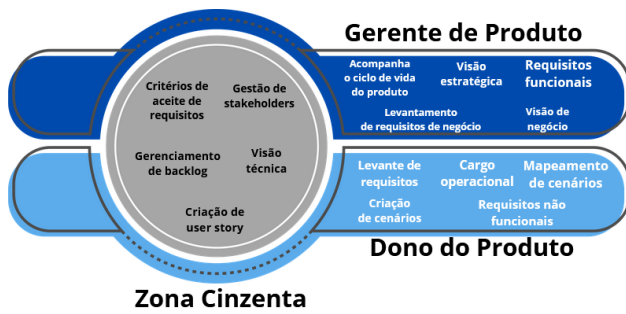 Gerente de Produto
Acompanha
o ciclo de vida
do produto
Visão
estratégica
Requisitos
funcionais
Levantamento
de requisitos de negócio
Visão de
negócio
Critérios de
aceite de
requisitos
Gestão de
stakeholders
Gerenciamento
de backlog
Visão
técnica
Criação de
user story
Levante de
requisitos
Cargo
operacional
Mapeamento
de cenários
Criação
de cenários
Requisitos não
funcionais
Dono do Produto
Zona Cinzenta